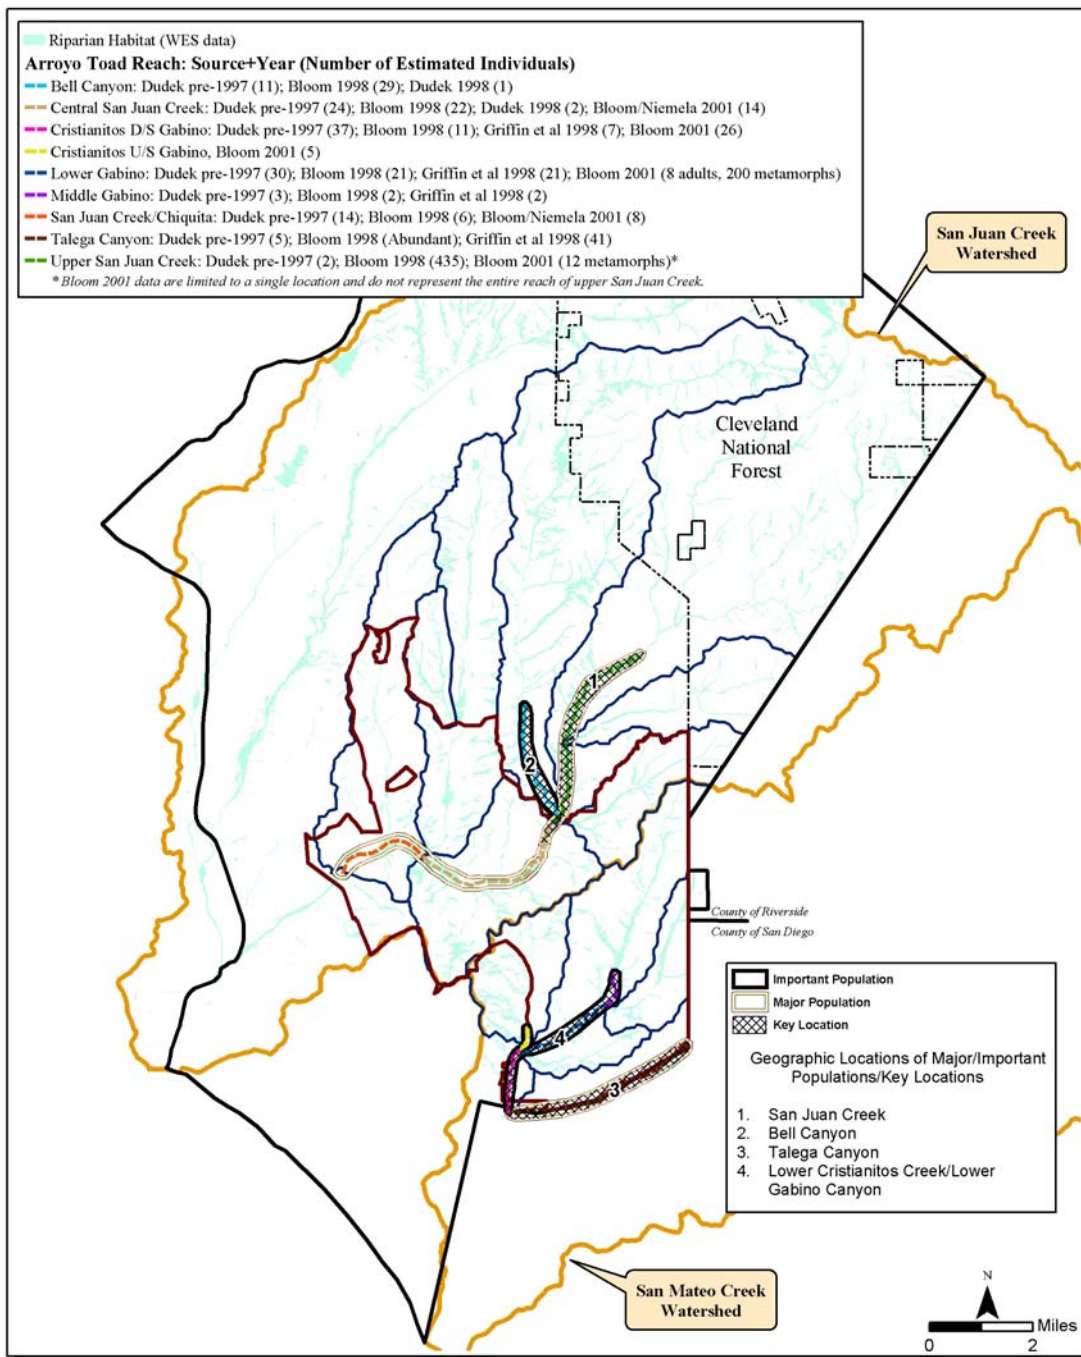 Riparian Habitat (WES data)
Arroyo Toad Reach: Source+Year (Number of Estimated Individuals)
Bell Canyon: Dudek pre-1997 (11); Bloom 1998 (29); Dudek 1998 (1)
Central San Juan Creek: Dudek pre-1997 (24); Bloom 1998 (22); Dudek 1998 (2); Bloom/Niemela 2001 (14)
Cristianitos D/S Gabino: Dudek pre-1997 (37); Bloom 1998 (11); Griffin et al 1998 (7); Bloom 2001 (26)
Cristianitos U/S Gabino, Bloom 2001 (5)
Lower Gabino: Dudek pre-1997 (30); Bloom 1998 (21); Griffin et al 1998 (21); Bloom 2001 (8 adults, 200 metamorphs)
Middle Gabino: Dudek pre-1997 (3); Bloom 1998 (2); Griffin et al 1998 (2)
San Juan Creek/Chiquita: Dudek pre-1997 (14); Bloom 1998 (6); Bloom/Niemela 2001 (8)
Talega Canyon: Dudek pre-1997 (5); Bloom 1998 (Abundant); Griffin et al 1998 (41)
Upper San Juan Creek: Dudek pre-1997 (2); Bloom 1998 (435); Bloom 2001 (12 metamorphs)*
* Bloom 2001 data are limited to a single location and do not represent the entire reach of upper San Juan Creek.
San Juan Creek
Watershed
Cleveland
National
Forest
1
2
County of Riverside
County of San Diego
4
3
Important Population
Major Population
Key Location
Geographic Locations of Major/Important
Populations/Key Locations
1. San Juan Creek
2. Bell Canyon
3. Talega Canyon
4. Lower Cristianitos Creek/Lower
Gabino Canyon
San Mateo Creek
Watershed
N
Miles
0 2